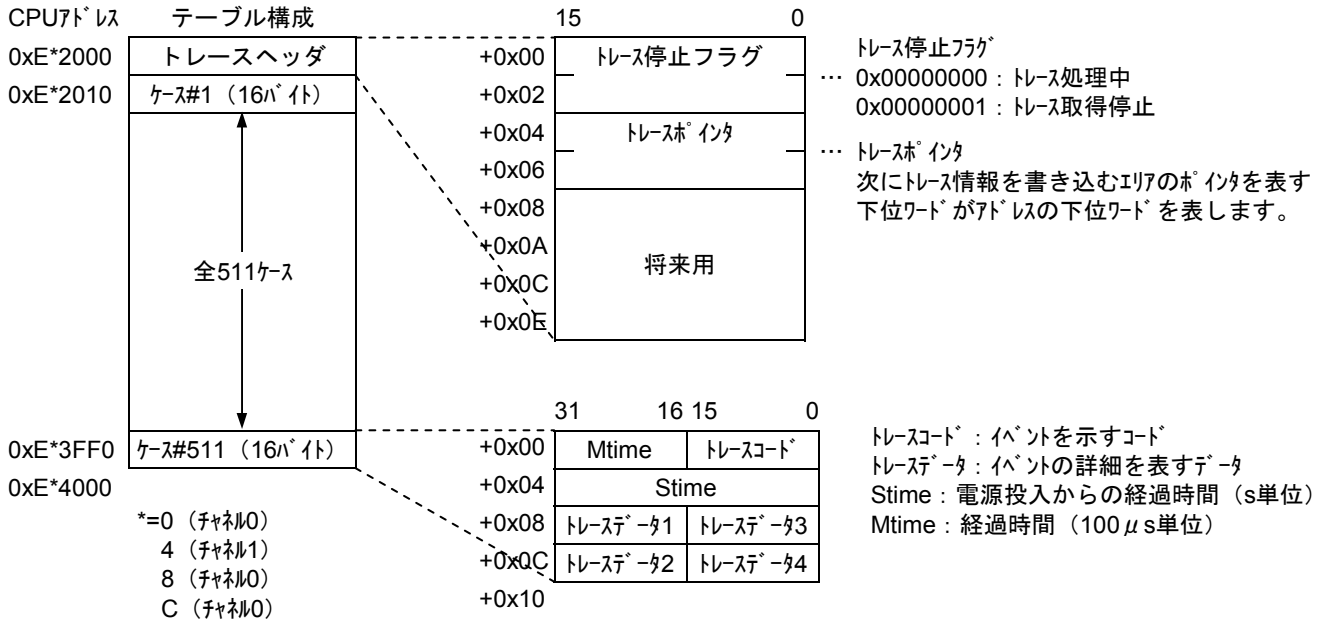 CPUｱﾄﾞﾚｽ テーブル構成
0xE*2000 トレースヘッダ
0xE*2010 ｹｰｽ#1（16ﾊﾞｲﾄ）
全511ｹｰｽ
0xE*3FF0 ｹｰｽ#511（16ﾊﾞｲﾄ）
0xE*4000
*=0（ﾁｬﾈﾙ0）
4（ﾁｬﾈﾙ1）
8（ﾁｬﾈﾙ0）
C（ﾁｬﾈﾙ0）
15 0
+0x00 ﾄﾚｰｽ停止フラグ
+0x02
+0x04 ﾄﾚｰｽﾎﾟｲﾝﾀ
+0x06
+0x08
+0x0A
将来用
+0x0C
+0x0E
ﾄﾚｰｽ停止ﾌﾗｸﾞ
… 0x00000000：ﾄﾚｰｽ処理中
0x00000001：ﾄﾚｰｽ取得停止
… ﾄﾚｰｽﾎﾟｲﾝﾀ
次にﾄﾚｰｽ情報を書き込むｴﾘｱのﾎﾟｲﾝﾀを表す
下位ﾜｰﾄﾞがｱﾄﾞﾚｽの下位ﾜｰﾄﾞを表します。
31 16 15 0
+0x00 Mtime ﾄﾚｰｽｺｰﾄﾞ
+0x04 Stime
+0x08 ﾄﾚｰｽﾃﾞｰﾀ1 ﾄﾚｰｽﾃﾞｰﾀ3
+0x0C ﾄﾚｰｽﾃﾞｰﾀ2 ﾄﾚｰｽﾃﾞｰﾀ4
+0x10
ﾄﾚｰｽｺｰﾄﾞ：ｲﾍﾞﾝﾄを示すｺｰﾄﾞ
ﾄﾚｰｽﾃﾞｰﾀ：ｲﾍﾞﾝﾄの詳細を表すﾃﾞｰﾀ
Stime：電源投入からの経過時間（s単位）
Mtime：経過時間（100μs単位）